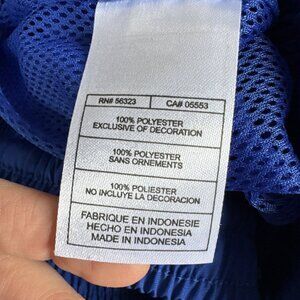 RN# 56323 CA# 05553
100% POLYESTER
EXCLUSIVE OF DECORATION
100% POLYESTER
SANS ORNEMENTS
100% POLIESTER
NO INCLUYE LA DECORACION
FABRIQUE EN INDONESIE
HECHO EN INDONESIA
MADE IN INDONESIA